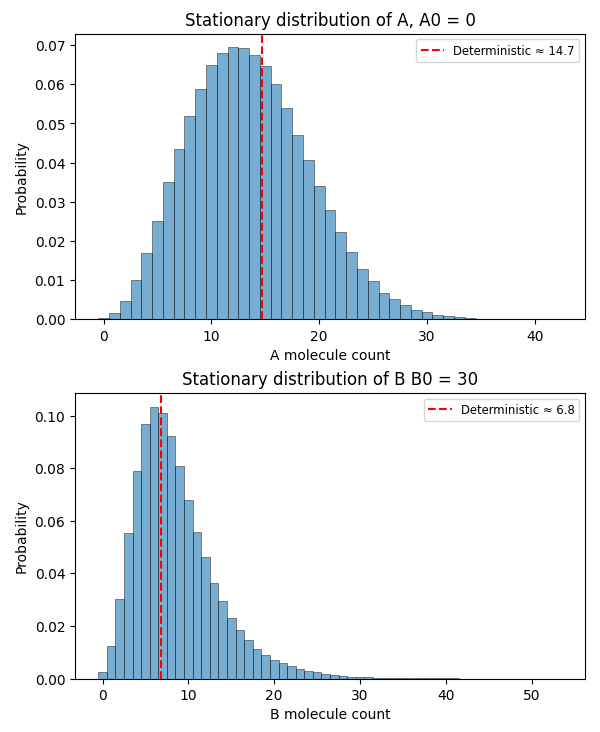 Stationary distribution of A, A0 = 0
Deterministic ≈ 14.7
0.07
0.06
0.05
0.04
0.03
0.02
0.01
0.00
Probability
0 10 20 30 40
A molecule count
Stationary distribution of B B0 = 30
Deterministic ≈ 6.8
0.10
0.08
0.06
0.04
0.02
0.00
Probability
0 10 20 30 40 50
B molecule count